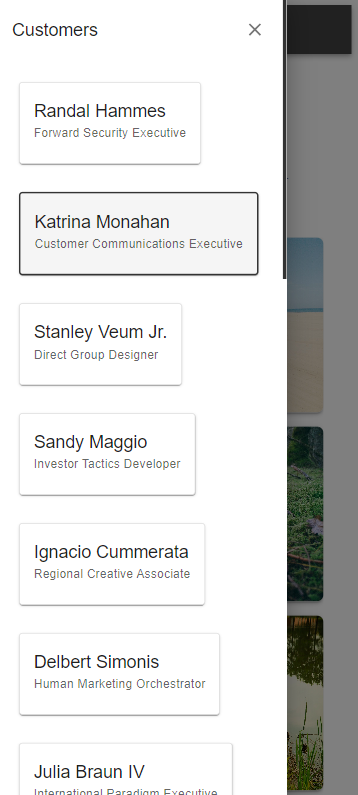 Customers
Randal Hammes
Forward Security Executive
Katrina Monahan
Customer Communications Executive
Stanley Veum Jr.
Direct Group Designer
Sandy Maggio
Investor Tactics Developer
Ignacio Cummerata
Regional Creative Associate
Delbert Simonis
Human Marketing Orchestrator
Julia Braun IV
International Paradigm Executive